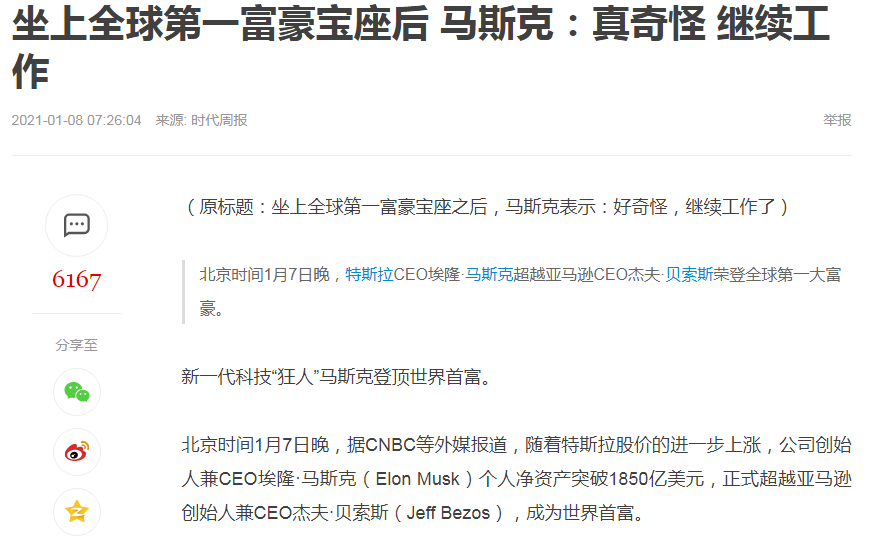 坐上全球第一富豪宝座后 马斯克：真奇怪 继续工
作
2021-01-08 07:26:04 来源: 时代周报
举报
（原标题：坐上全球第一富豪宝座之后，马斯克表示：好奇怪，继续工作了）
6167
北京时间1月7日晚，特斯拉CEO埃隆·马斯克超越亚马逊CEO杰夫·贝索斯荣登全球第一大富
豪。
分享至
新一代科技“狂人”马斯克登顶世界首富。
北京时间1月7日晚，据CNBC等外媒报道，随着特斯拉股价的进一步上涨，公司创始
人兼CEO埃隆·马斯克（Elon Musk）个人净资产突破1850亿美元，正式超越亚马逊
创始人兼CEO杰夫·贝索斯（Jeff Bezos），成为世界首富。